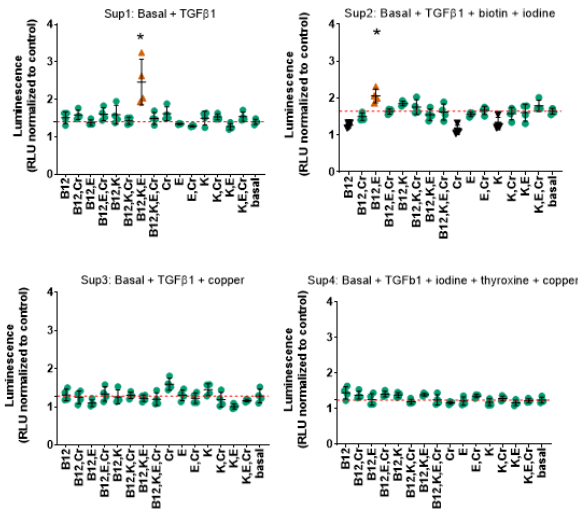 Sup1: Basal + TGFβ1
Luminescence
(RLU normalized to control)
4
3
2
1
*
B12
B12,Cr
B12,E
B12,E,Cr
B12,K
B12,K,Cr
B12,K,E
B12,K,E,Cr
Cr
E
E,Cr
K
K,Cr
K,E
K,E,Cr
basal
Sup2: Basal + TGFβ1 + biotin + iodine
Luminescence
(RLU normalized to control)
4
3
2
1
*
B12
B12,Cr
B12,E
B12,E,Cr
B12,K
B12,K,Cr
B12,K,E
B12,K,E,Cr
Cr
E
E,Cr
K
K,Cr
K,E
K,E,Cr
basal
Sup3: Basal + TGFβ1 + copper
Luminescence
(RLU normalized to control)
4
3
2
1
B12
B12,Cr
B12,E
B12,E,Cr
B12,K
B12,K,Cr
B12,K,E
B12,K,E,Cr
Cr
E
E,Cr
K
K,Cr
K,E
K,E,Cr
basal
Sup4: Basal + TGFb1 + iodine + thyroxine + copper
Luminescence
(RLU normalized to control)
4
3
2
1
B12
B12,Cr
B12,E
B12,E,Cr
B12,K
B12,K,Cr
B12,K,E
B12,K,E,Cr
Cr
E
E,Cr
K
K,Cr
K,E
K,E,Cr
basal